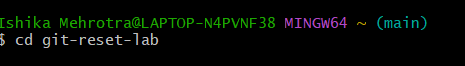 Ishika Mehrotra@LAPTOP-N4PVNF38 MINGW64 ~ (main)
$ cd git-reset-lab